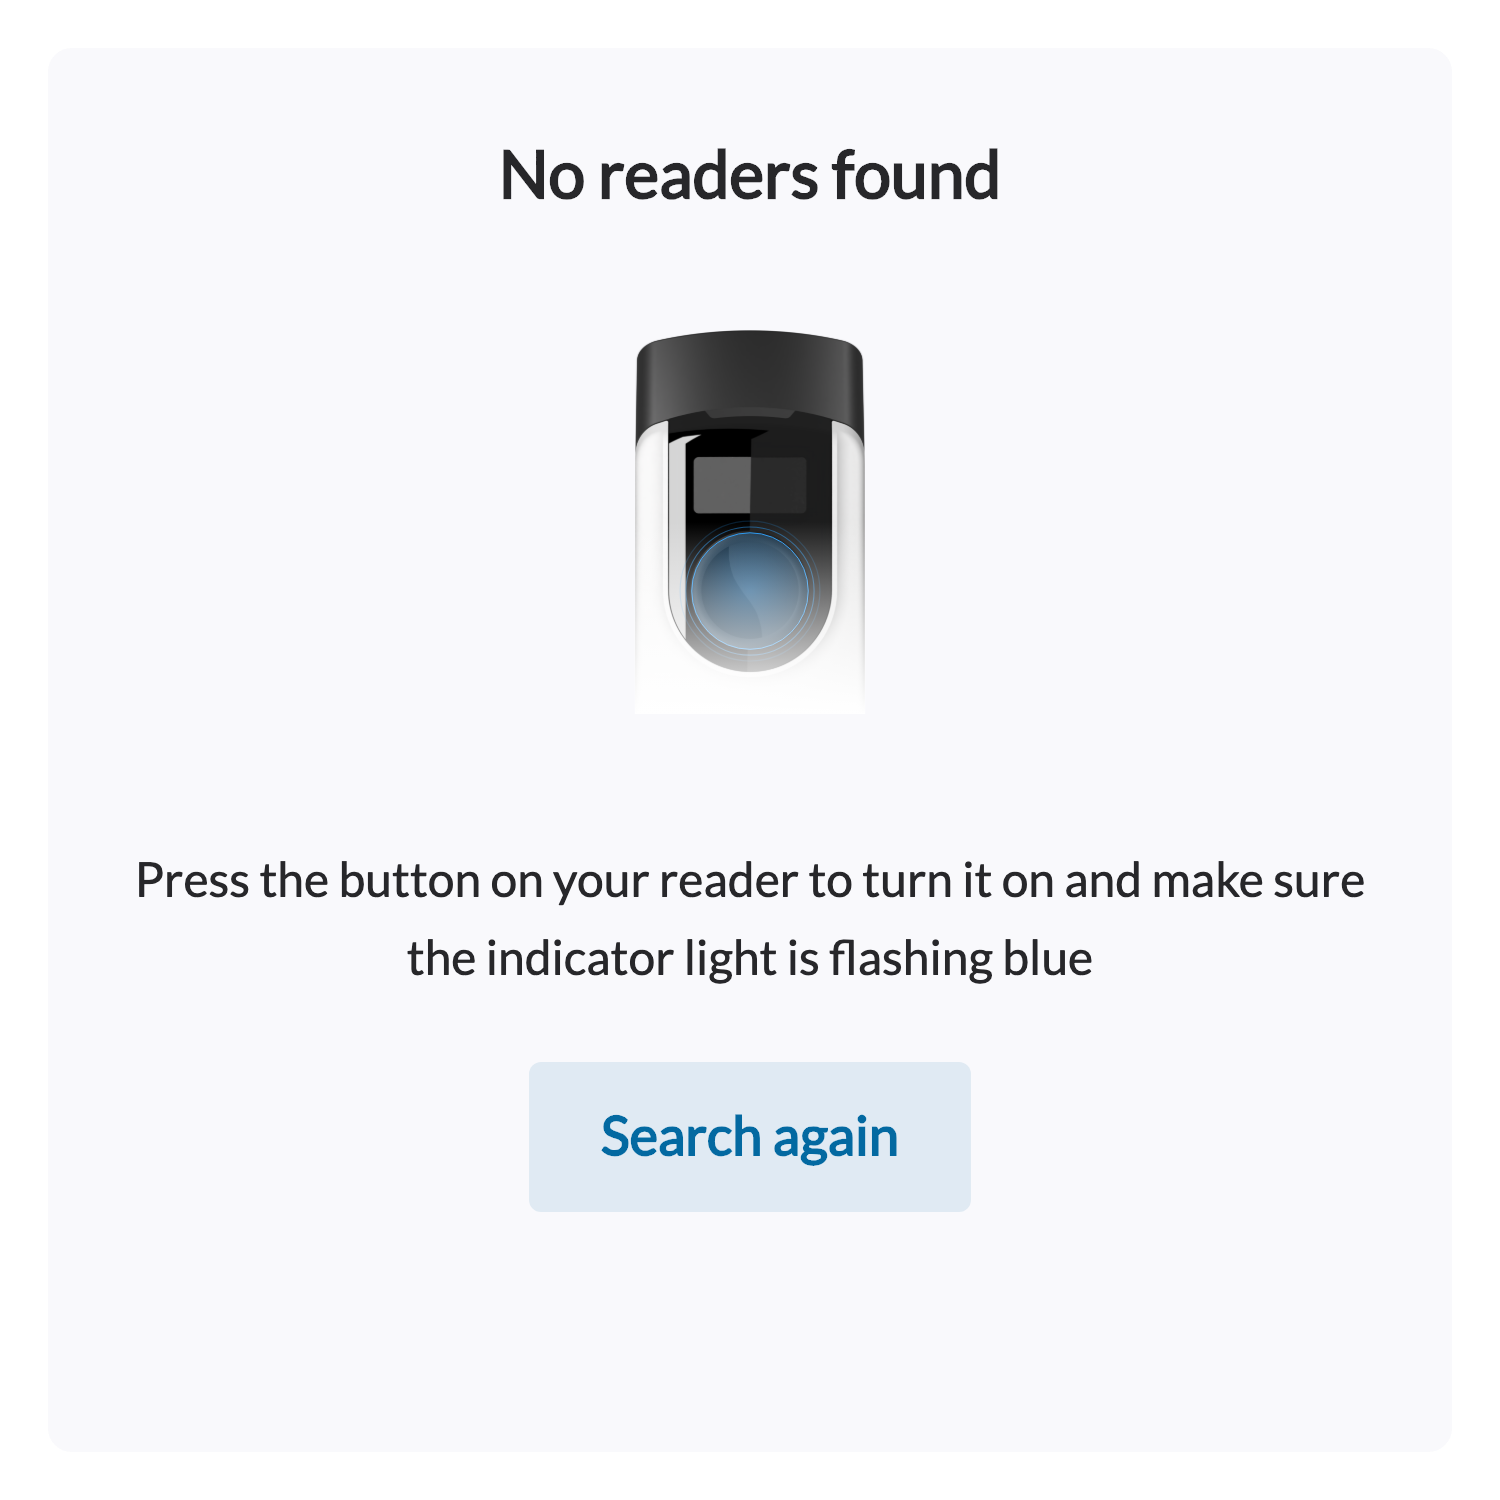 No readers found
Press the button on your reader to turn it on and make sure
the indicator light is flashing blue
Search again